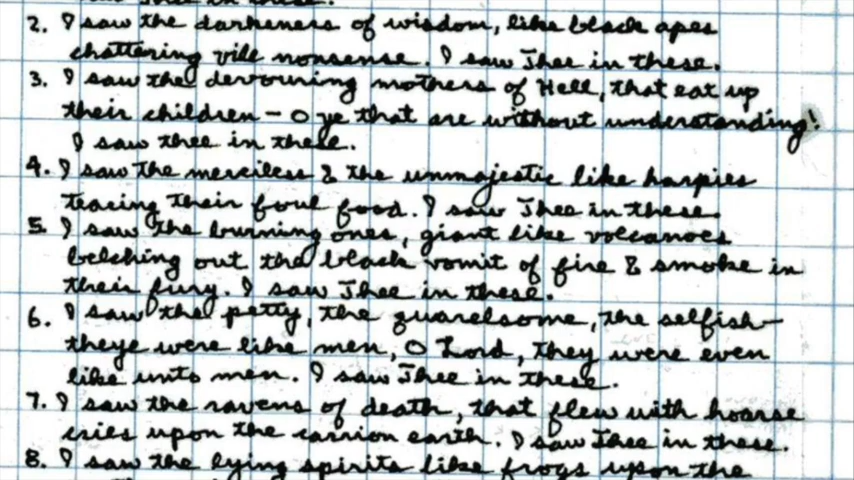 saw Thee in these.
2. I saw the darkeness of wisdom, like black apes
chattering vile nonsense. I saw Thee in these.
3. I saw the devouring mothers of Hell, that eat up
their children - O ye that are without understanding!
I saw thee in these.
4. I saw the merciless & the unmajestic like harpies
tearing their foul food. I saw Thee in these.
5. I saw the burning ones, giant like volcanoes
belching out the black vomit of fire & smoke in
their fury. I saw Thee in these.
6. I saw the petty, the quarelsome, the selfish-
theye were like men, O Lord, they were even
like unto men. I saw Thee in these.
7. I saw the ravens of death, that flew with hoarse
cries upon the carrion earth. I saw Thee in these.
8. I saw the lying spirits like frogs upon the